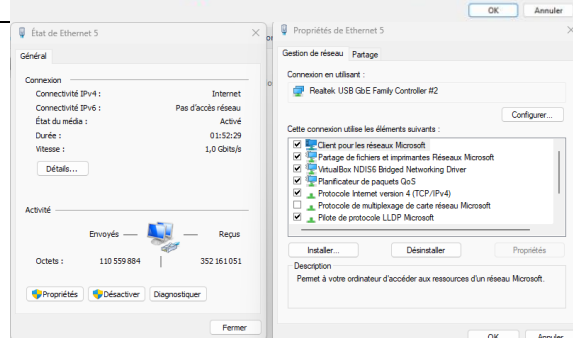 OK Annuler
État de Ethernet 5
Général
Connexion
Connectivité IPv4 : Internet
Connectivité IPv6 : Pas d'accès réseau
État du média : Activé
Durée : 01:52:29
Vitesse : 1,0 Gbits/s
Détails...
Activité
Envoyés — Reçus
Octets : 110 559 884 352 161 051
Propriétés Désactiver Diagnostiquer
Fermer
Propriétés de Ethernet 5
Gestion de réseau Partage
Connexion en utilisant :
Realtek USB GbE Family Controller #2
Configurer...
Cette connexion utilise les éléments suivants :
Client pour les réseaux Microsoft
Partage de fichiers et imprimantes Réseaux Microsoft
VirtualBox NDIS6 Bridged Networking Driver
Planificateur de paquets QoS
Protocole Internet version 4 (TCP/IPv4)
Protocole de multiplexage de carte réseau Microsoft
Pilote de protocole LLDP Microsoft
Installer... Désinstaller Propriétés
Description
Permet à votre ordinateur d'accéder aux ressources d'un réseau Microsoft.
OK Annuler